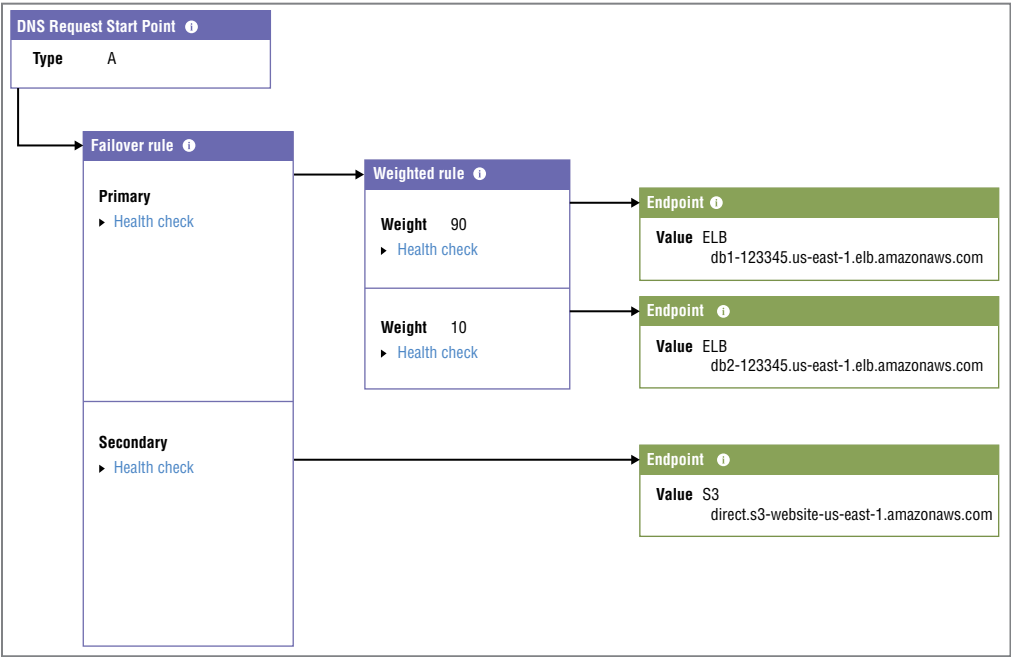 DNS Request Start Point
Type A
Failover rule
Primary
Health check
Secondary
Health check
Weighted rule
Weight 90
Health check
Weight 10
Health check
Endpoint
Value ELB
db1-123345.us-east-1.elb.amazonaws.com
Endpoint
Value ELB
db2-123345.us-east-1.elb.amazonaws.com
Endpoint
Value S3
direct.s3-website-us-east-1.amazonaws.com